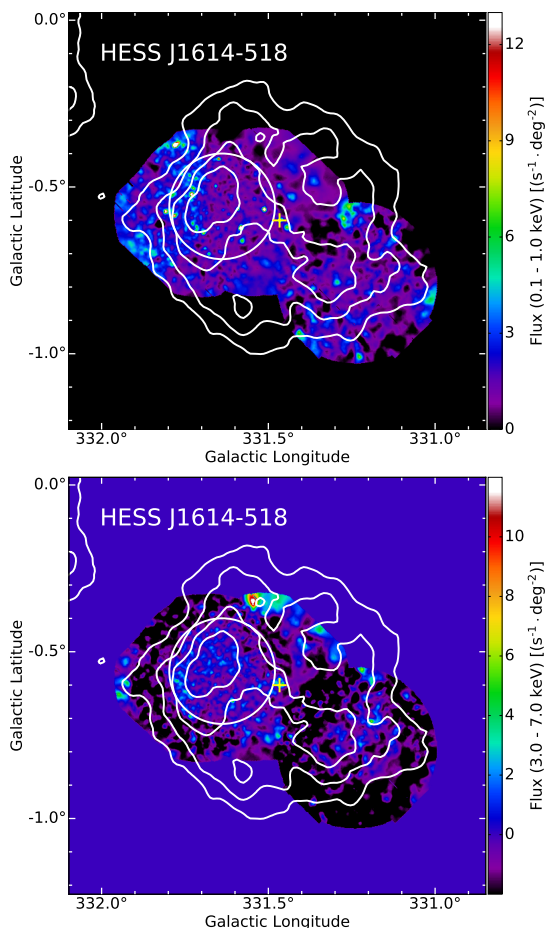 HESS J1614-518
0.0°
-0.5°
-1.0°
Galactic Latitude
332.0°
331.5°
331.0°
Galactic Longitude
12
9
6
3
0
Flux (0.1 - 1.0 keV) [(s⁻¹ · deg⁻²)]
HESS J1614-518
0.0°
-0.5°
-1.0°
Galactic Latitude
332.0°
331.5°
331.0°
Galactic Longitude
10
8
6
4
2
0
Flux (3.0 - 7.0 keV) [(s⁻¹ · deg⁻²)]